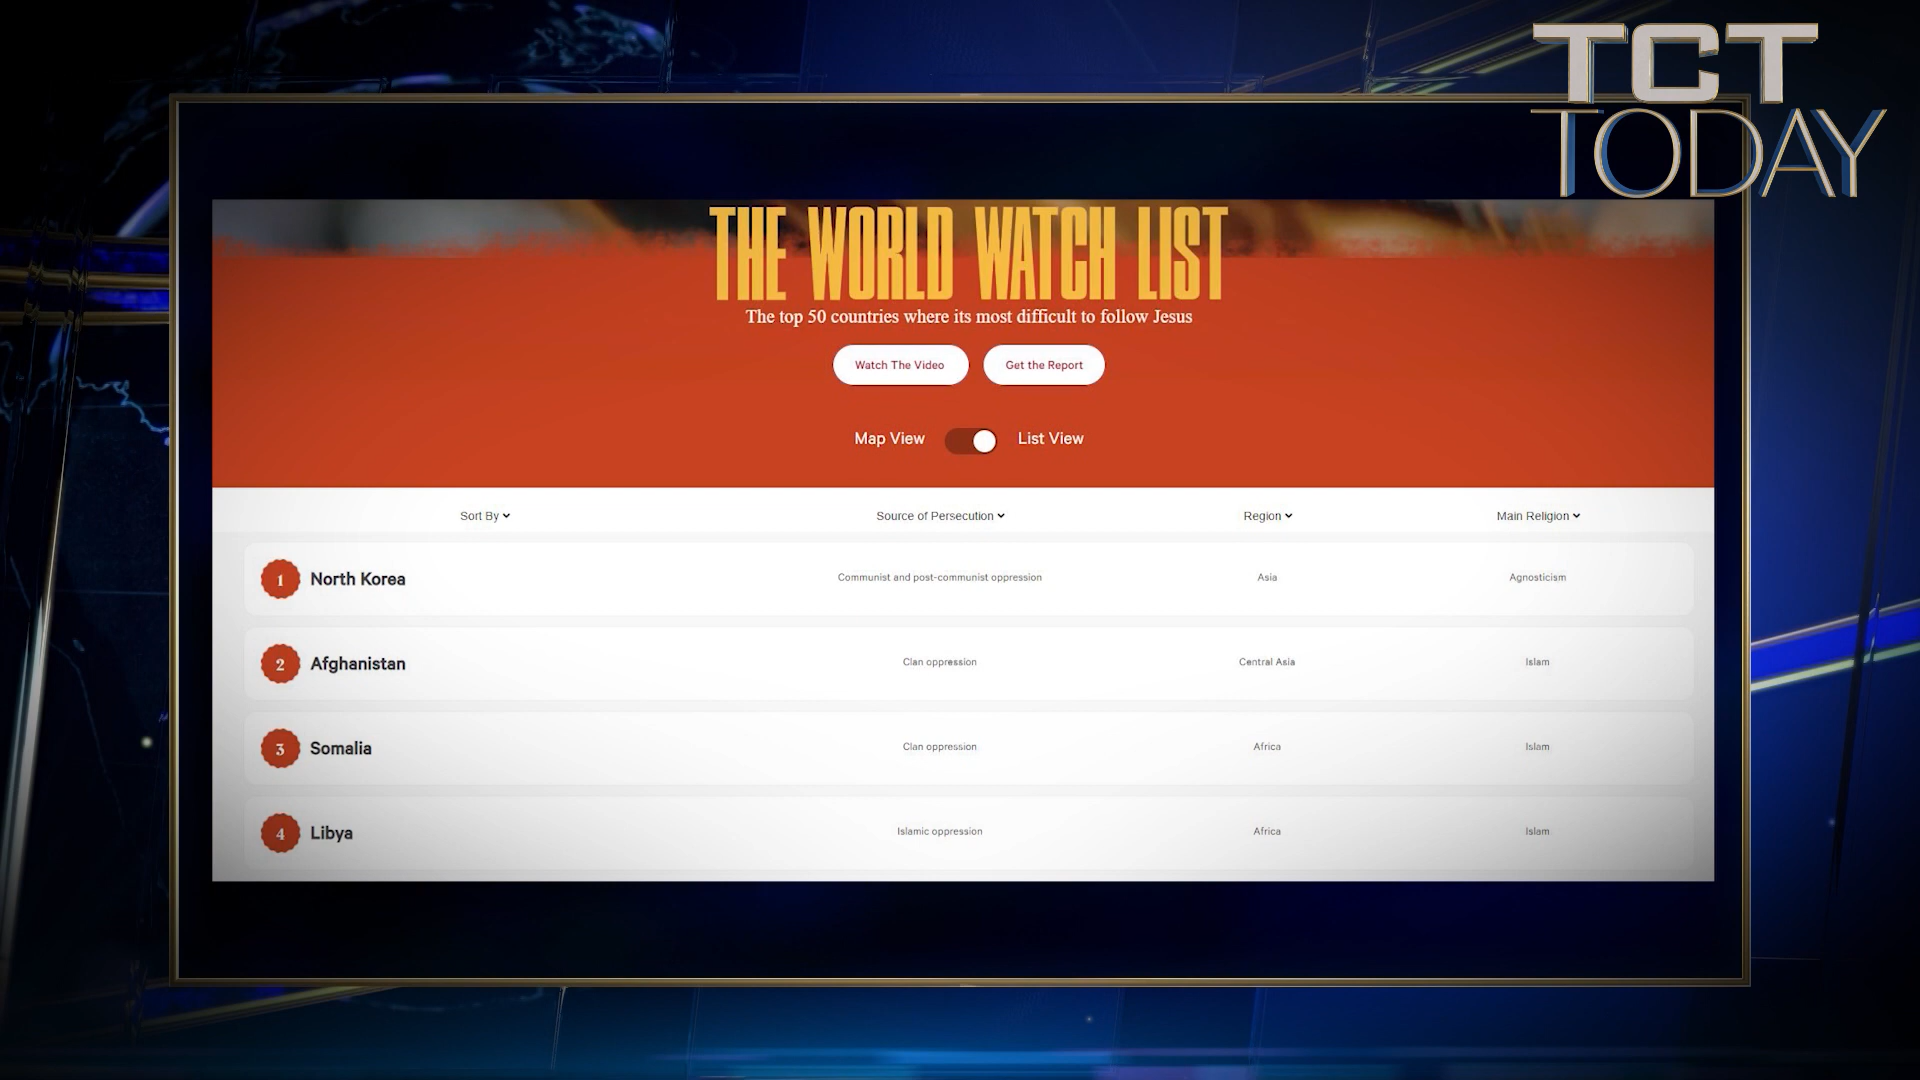 TCT
TODAY
THE WORLD WATCH LIST
The top 50 countries where its most difficult to follow Jesus
Watch The Video Get the Report
Map View List View
Sort By Source of Persecution Region Main Religion
1 North Korea Communist and post-communist oppression Asia Agnosticism
2 Afghanistan Clan oppression Central Asia Islam
3 Somalia Clan oppression Africa Islam
4 Libya Islamic oppression Africa Islam